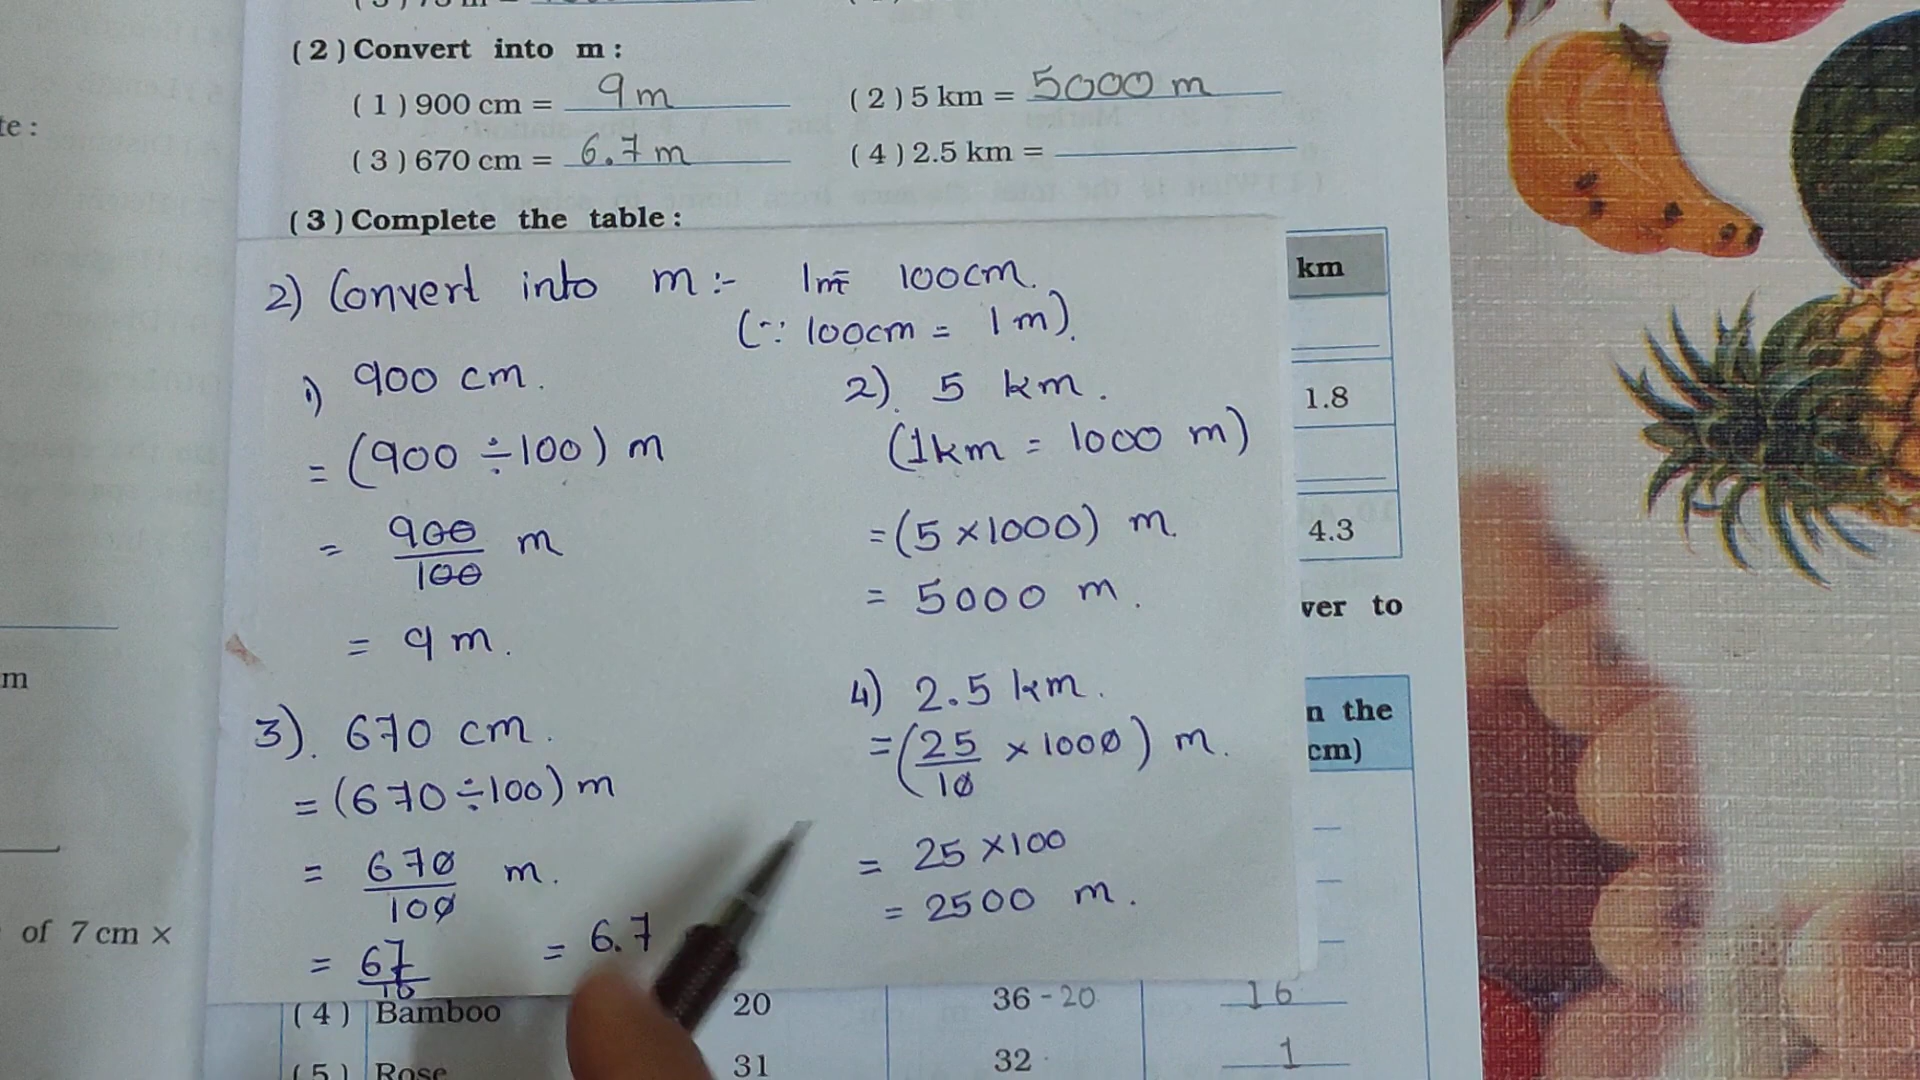 (2) Convert into m :
(1) 900 cm = 9 m
(2) 5 km = 5000 m
(3) 670 cm = 6.7 m
(4) 2.5 km =
(3) Complete the table :
te :
m
of 7 cm ×
2) Convert into m :- 1m = 100cm.
(∵ 100cm = 1 m).
1) 900 cm.
= (900 ÷ 100) m
= 900/100 m
= 9 m.
2). 5 km.
(1km = 1000 m)
= (5 × 1000) m.
= 5000 m.
3). 670 cm.
= (670 ÷ 100) m
= 670/100 m.
= 67/10 = 6.7
4) 2.5 km.
= (25/10 × 1000) m.
= 25 × 100
= 2500 m.
km
1.8
4.3
ver to
n the
cm)
(4) Bamboo 20 36 - 20 16
(5) Rose 31 32 1